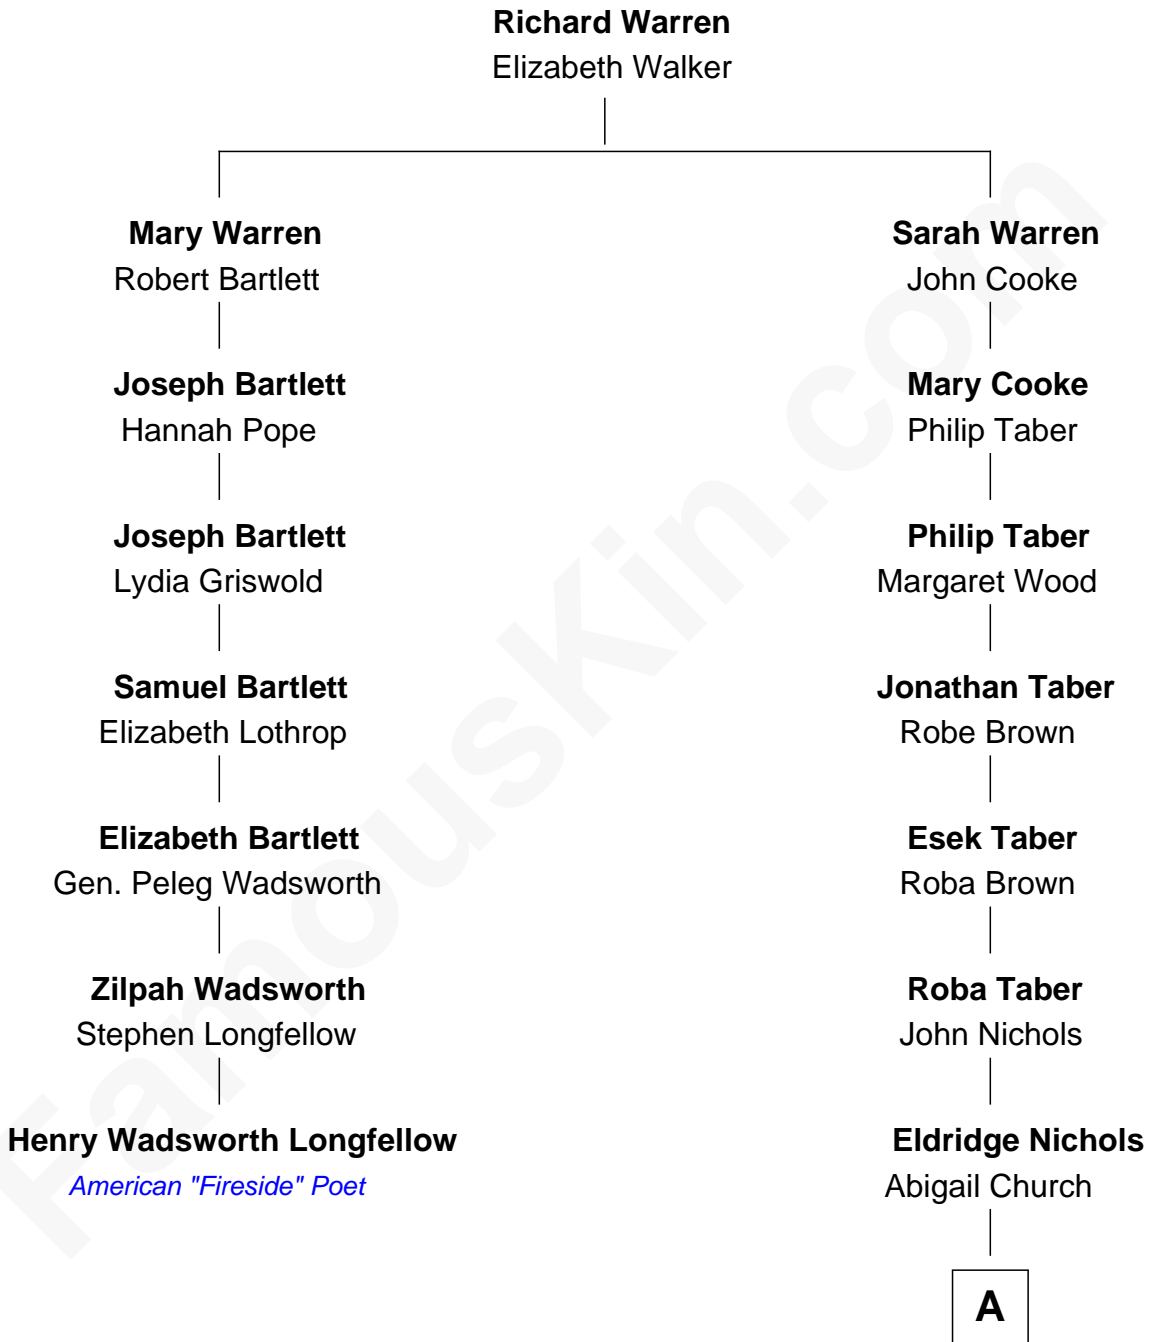 Richard Warren
Elizabeth Walker
Mary Warren
Robert Bartlett
Sarah Warren
John Cooke
Joseph Bartlett
Hannah Pope
Mary Cooke
Philip Taber
Joseph Bartlett
Lydia Griswold
Philip Taber
Margaret Wood
Samuel Bartlett
Elizabeth Lothrop
Jonathan Taber
Robe Brown
Elizabeth Bartlett
Gen. Peleg Wadsworth
Esek Taber
Roba Brown
Zilpah Wadsworth
Stephen Longfellow
Roba Taber
John Nichols
Henry Wadsworth Longfellow
American "Fireside" Poet
Eldridge Nichols
Abigail Church
A
FamousKin.com